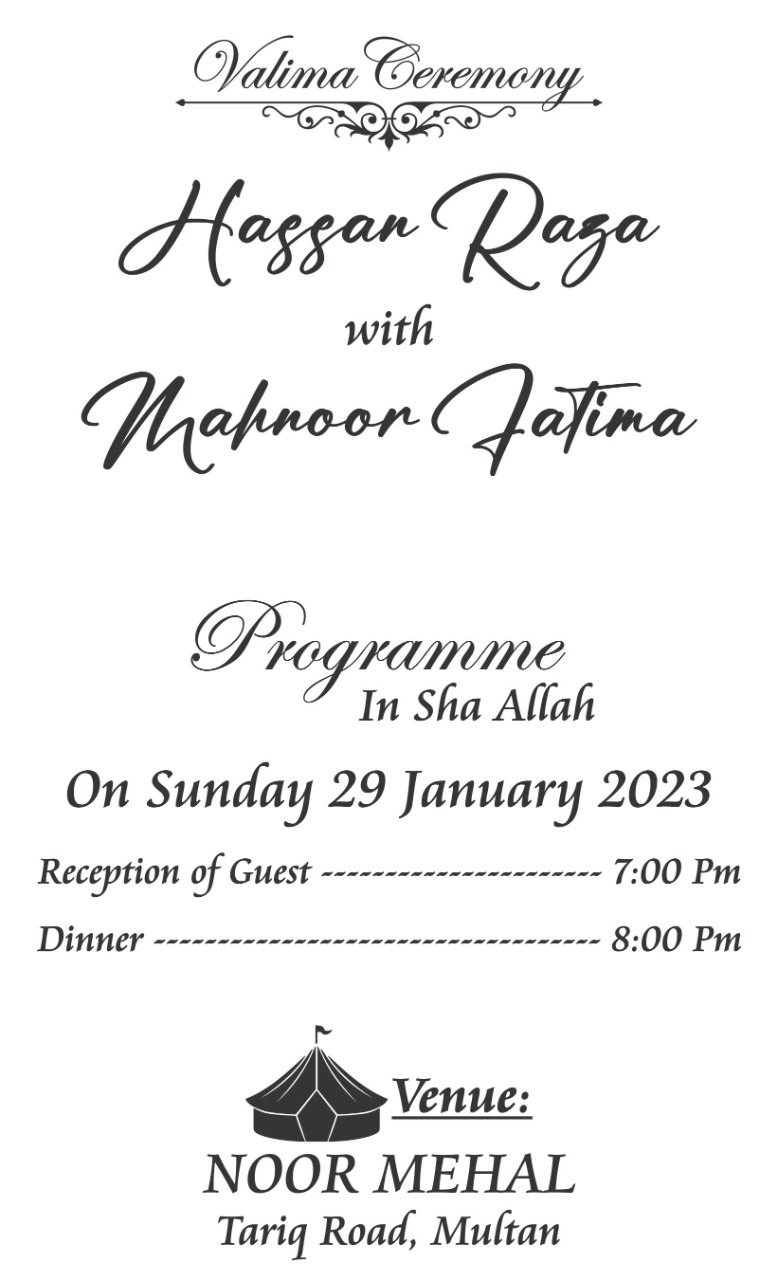 Valima Ceremony
Hassan Raza
with
Mahnoor Fatima
Programme
In Sha Allah
On Sunday 29 January 2023
Reception of Guest ---------------------- 7:00 Pm
Dinner ----------------------------------- 8:00 Pm
Venue:
NOOR MEHAL
Tariq Road, Multan